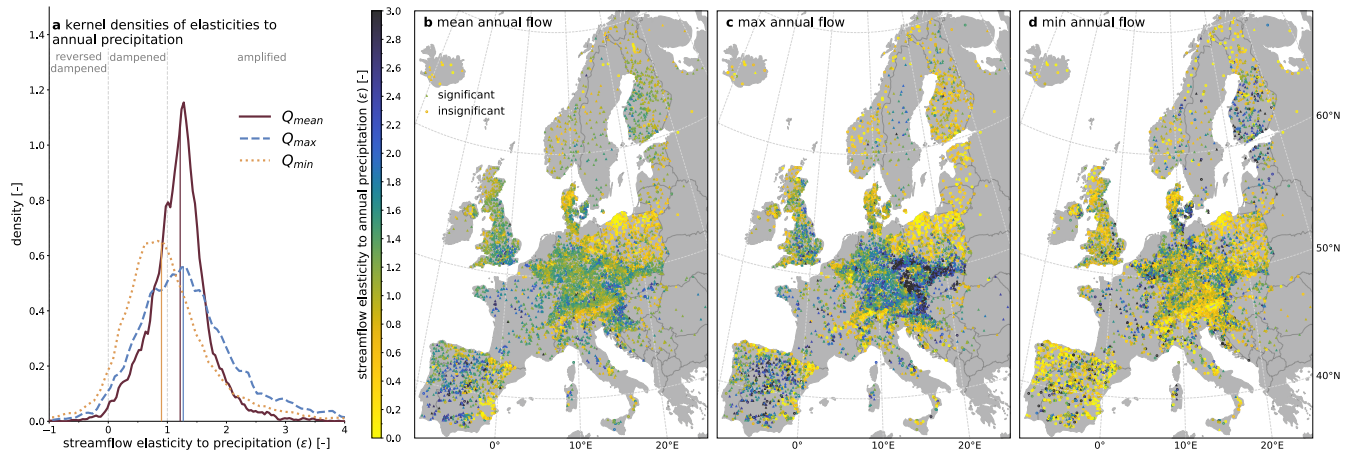 a kernel densities of elasticities to
annual precipitation
reversed
dampened
dampened
amplified
Q_mean
Q_max
Q_min
1.4
1.2
1.0
0.8
0.6
0.4
0.2
0.0
density [-]
−1
0
1
2
3
4
streamflow elasticity to precipitation (ε) [-]
3.0
2.8
2.6
2.4
2.2
2.0
1.8
1.6
1.4
1.2
1.0
0.8
0.6
0.4
0.2
0.0
streamflow elasticity to annual precipitation (ε) [-]
b mean annual flow
significant
insignificant
0°
10°E
20°E
c max annual flow
0°
10°E
20°E
d min annual flow
0°
10°E
20°E
60°N
50°N
40°N